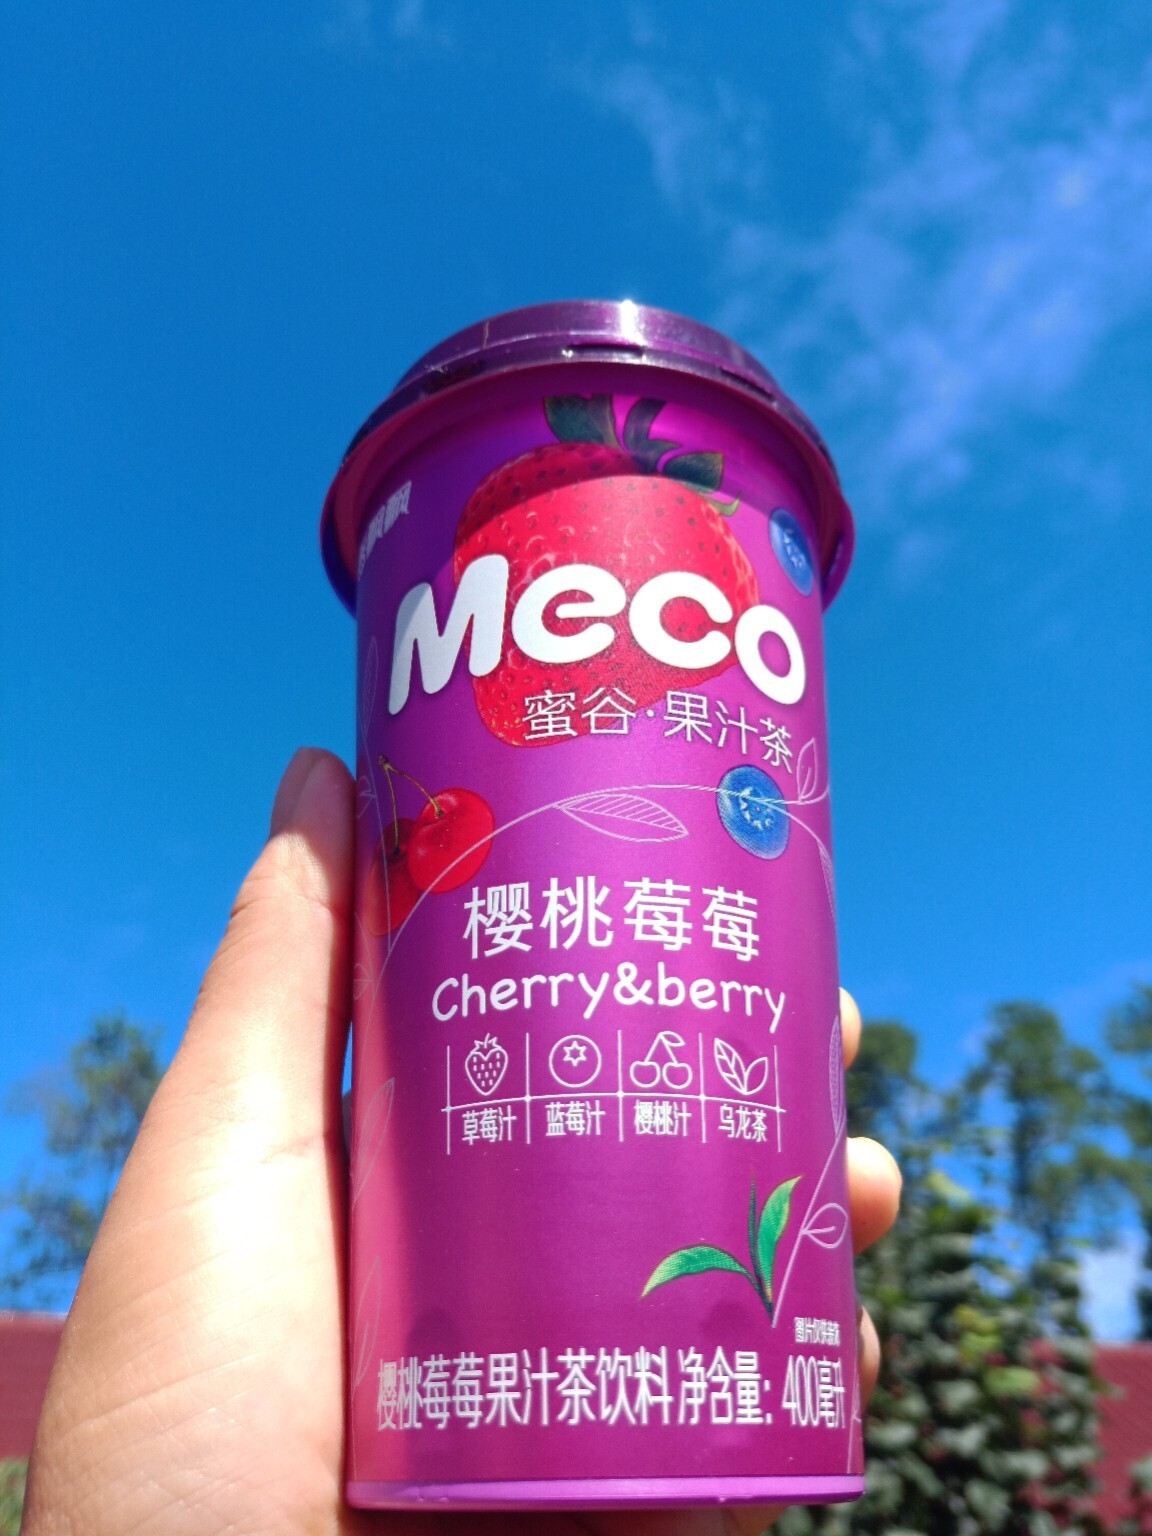 飘飘
Meco
蜜谷·果汁茶
樱桃莓莓
Cherry&berry
草莓汁 蓝莓汁 樱桃汁 乌龙茶
图片仅供参考
樱桃莓莓果汁茶饮料 净含量: 400毫升